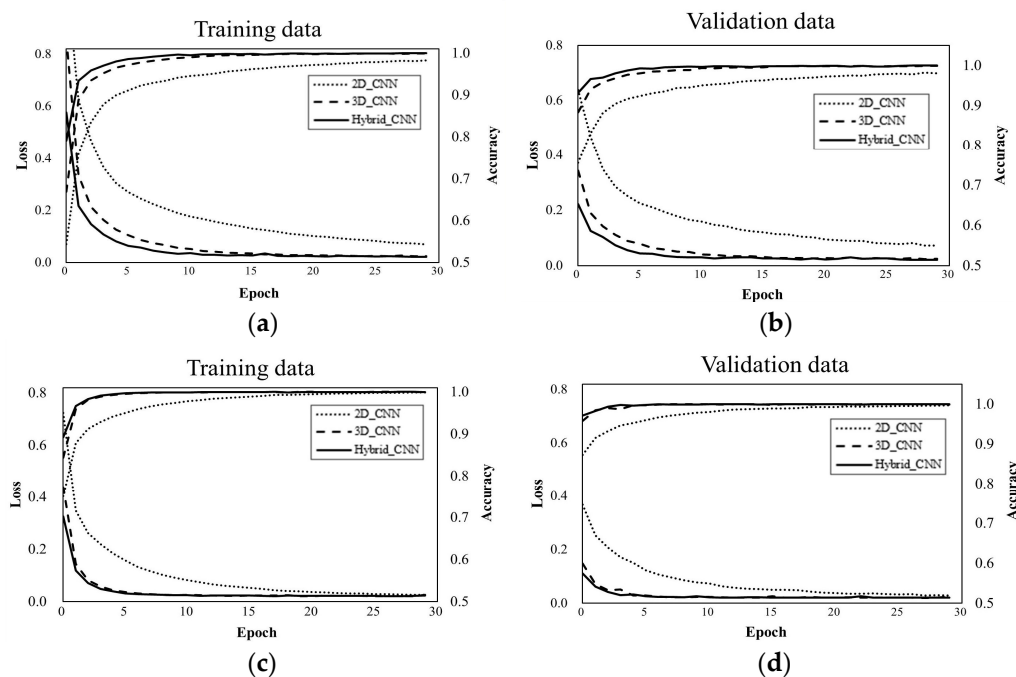 Training data
0.8
0.6
0.4
0.2
0.0
Loss
0 5 10 15 20 25 30
Epoch
1.0
0.9
0.8
0.7
0.6
0.5
Accuracy
2D_CNN
3D_CNN
Hybrid_CNN
(a)
Validation data
0.8
0.6
0.4
0.2
0.0
Loss
0 5 10 15 20 25 30
Epoch
1.0
0.9
0.8
0.7
0.6
0.5
Accuracy
2D_CNN
3D_CNN
Hybrid_CNN
(b)
Training data
0.8
0.6
0.4
0.2
0.0
Loss
0 5 10 15 20 25 30
Epoch
1.0
0.9
0.8
0.7
0.6
0.5
Accuracy
2D_CNN
3D_CNN
Hybrid_CNN
(c)
Validation data
0.8
0.6
0.4
0.2
0.0
Loss
0 5 10 15 20 25 30
Epoch
1.0
0.9
0.8
0.7
0.6
0.5
Accuracy
2D_CNN
3D_CNN
Hybrid_CNN
(d)